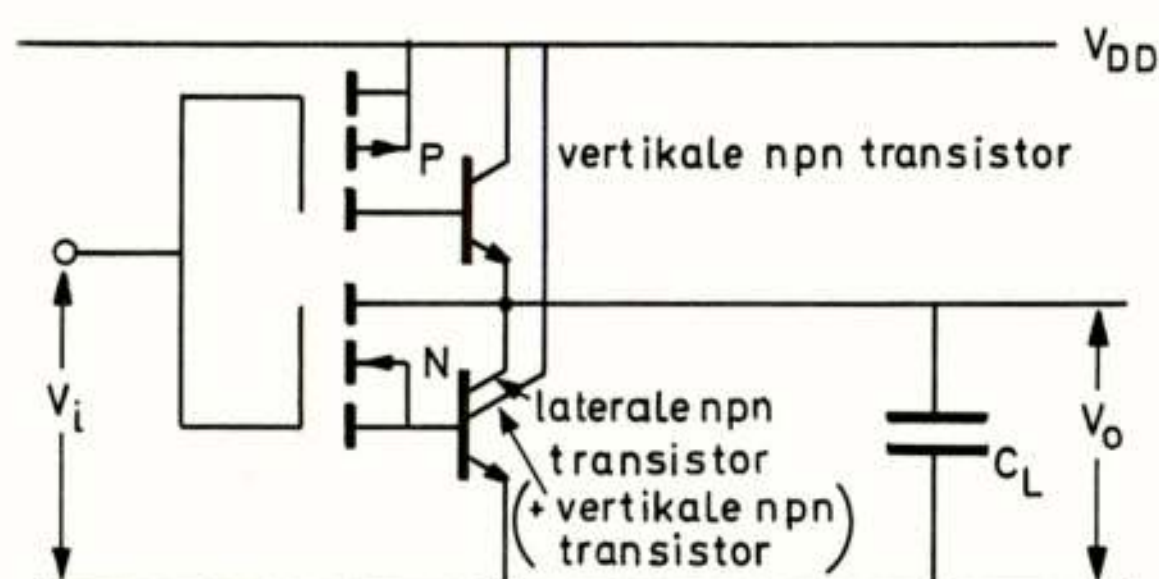 VDD
P
vertikale npn transistor
N
laterale npn
transistor
(+ vertikale npn)
transistor
Vi
CL
Vo